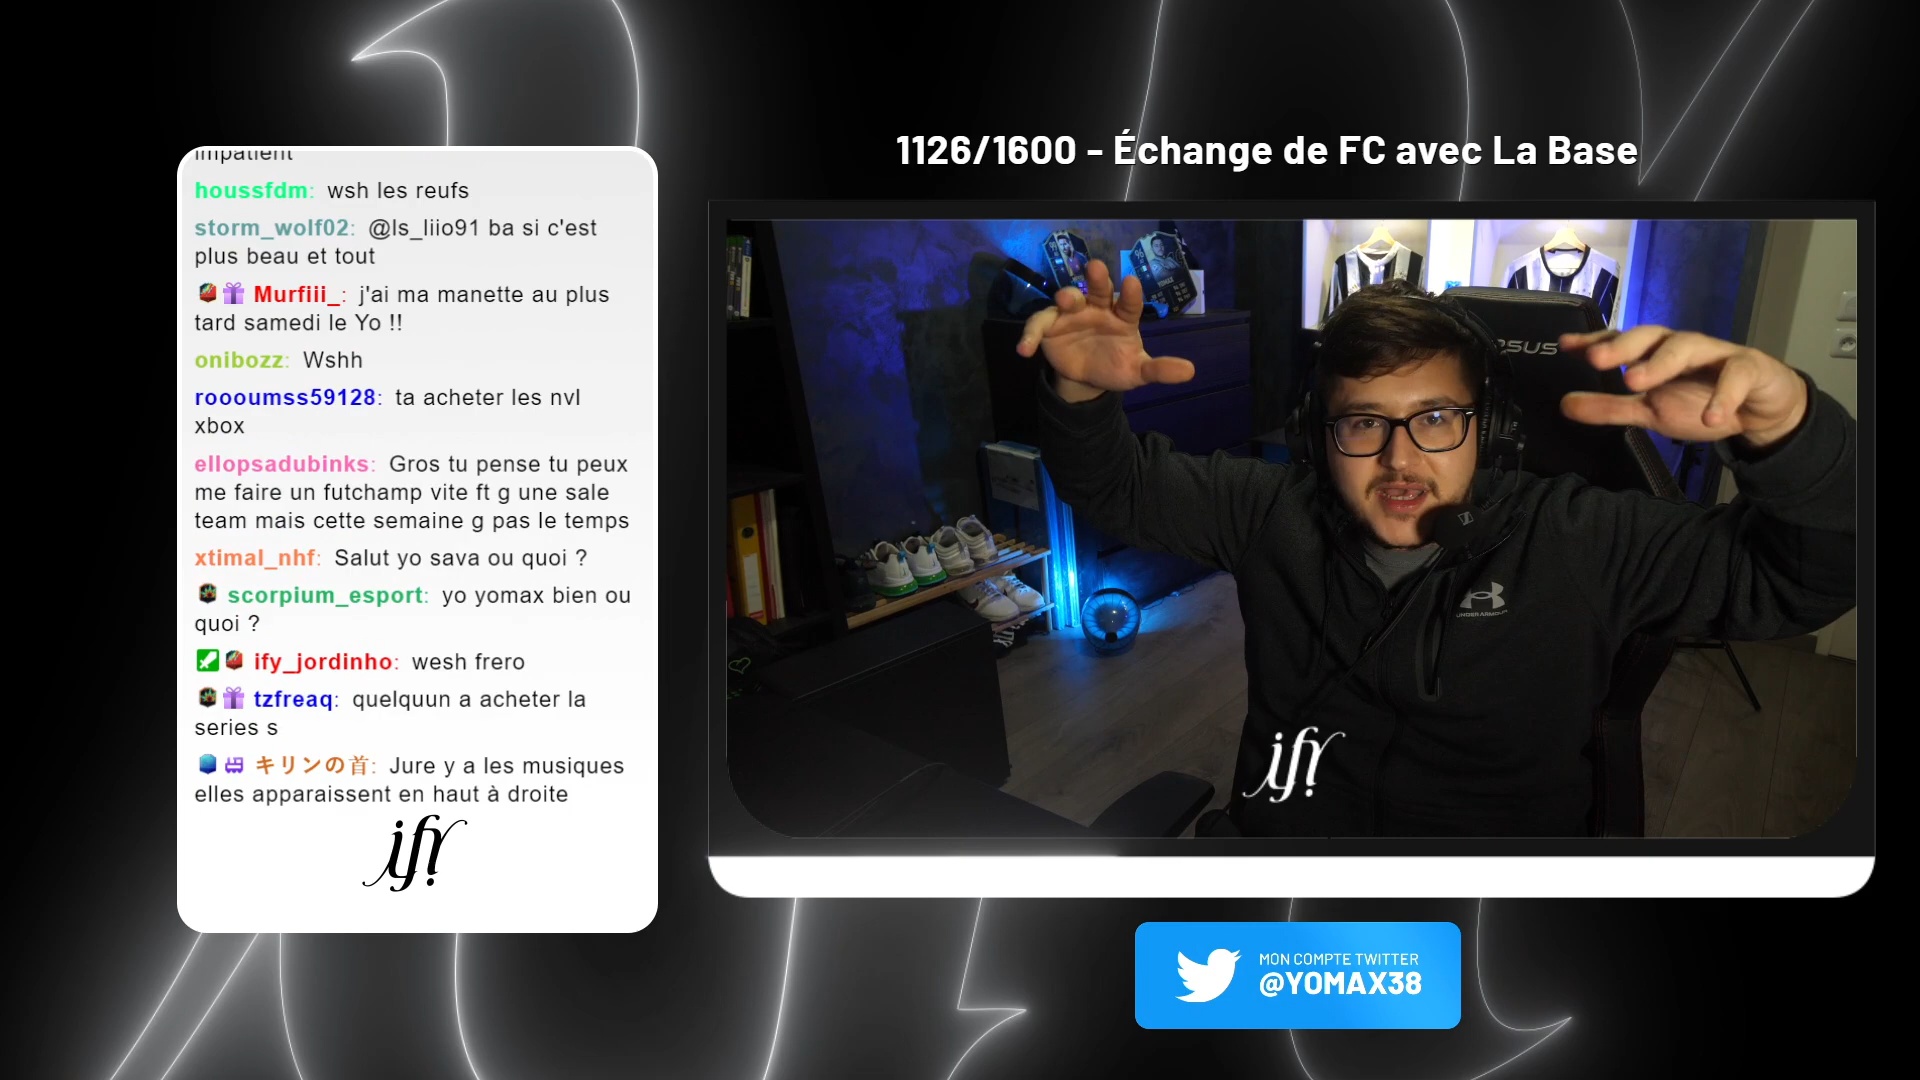 impatient
houssfdm: wsh les reufs
storm_wolf02: @ls_liio91 ba si c'est
plus beau et tout
Murfiii_: j'ai ma manette au plus
tard samedi le Yo !!
onibozz: Wshh
roooumss59128: ta acheter les nvl
xbox
ellopsadubinks: Gros tu pense tu peux
me faire un futchamp vite ft g une sale
team mais cette semaine g pas le temps
xtimal_nhf: Salut yo sava ou quoi ?
scorpium_esport: yo yomax bien ou
quoi ?
ify_jordinho: wesh frero
tzfreaq: quelquun a acheter la
series s
キリンの首: Jure y a les musiques
elles apparaissent en haut à droite
ify
1126/1600 - Échange de FC avec La Base
UNDER ARMOUR
ify
MON COMPTE TWITTER
@YOMAX38